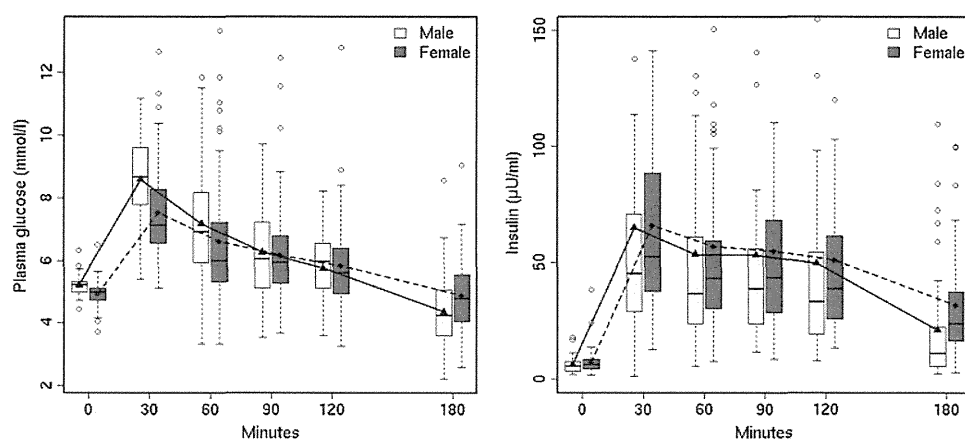 Plasma glucose (mmol/l)
12
10
8
6
4
2
Male
Female
0 30 60 90 120 180
Minutes
Insulin (µU/ml)
150
100
50
0
Male
Female
0 30 60 90 120 180
Minutes